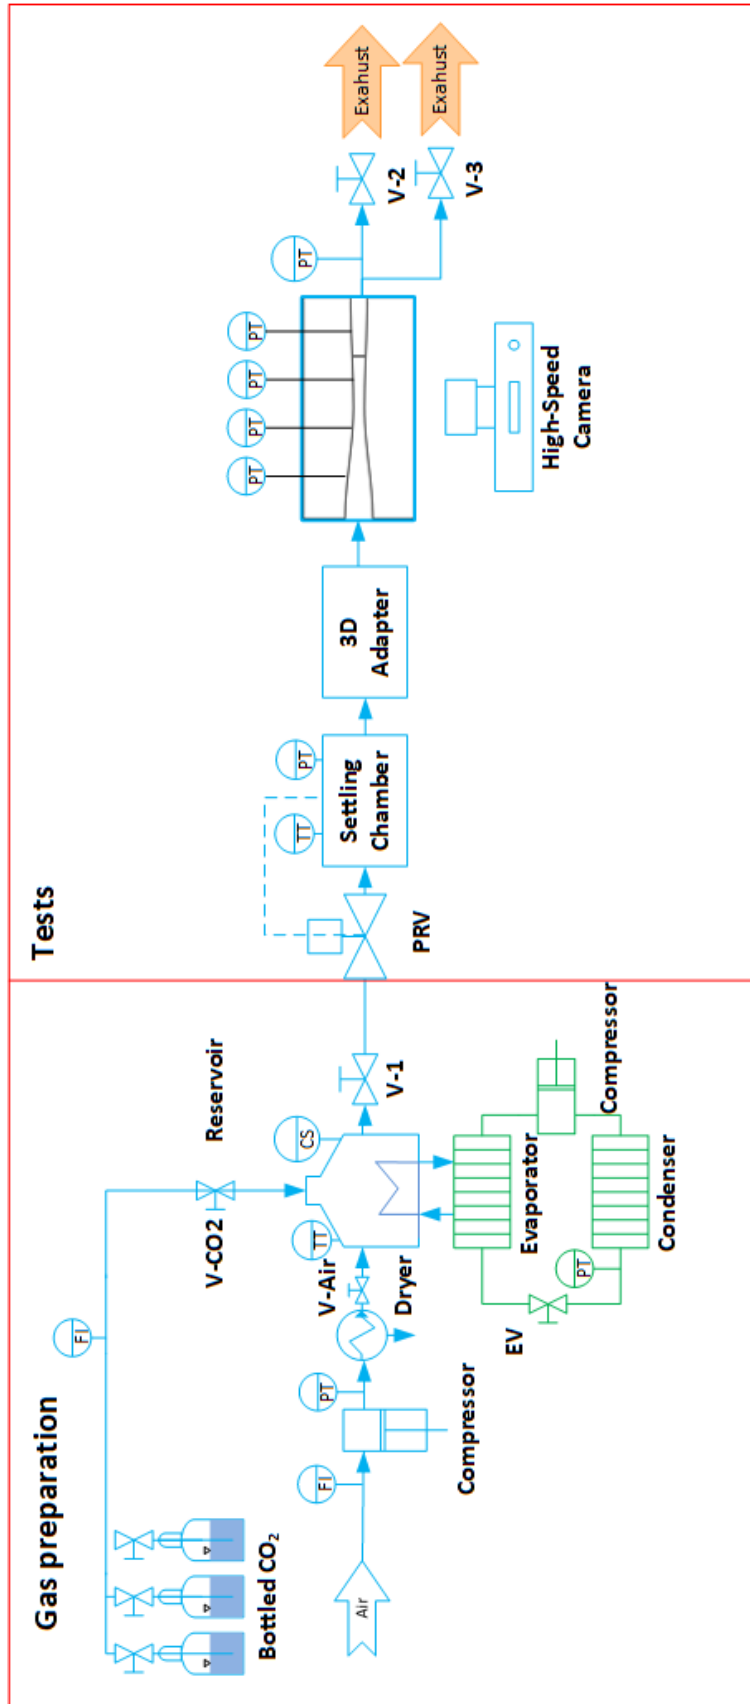 Gas preparation
FI
V-CO2
Reservoir
Bottled CO2
Air
FI
PT
Compressor
V-Air
Dryer
TT
CS
V-1
EV
PT
Evaporator
Condenser
Compressor
Tests
PRV
TT
PT
Settling
Chamber
3D
Adapter
PT
PT
PT
PT
PT
High-Speed
Camera
V-2
V-3
Exahust
Exahust